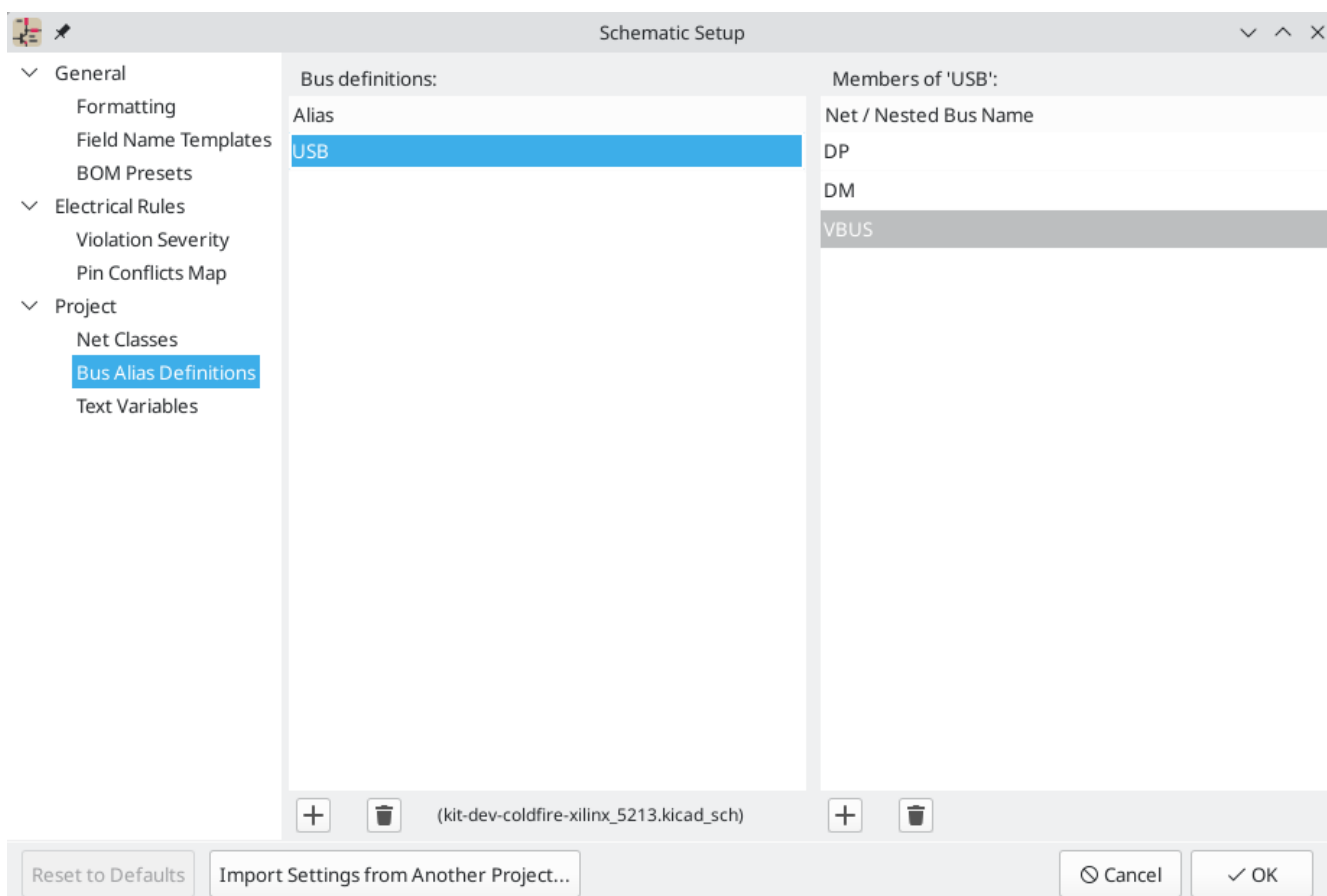 Schematic Setup
General
Formatting
Field Name Templates
BOM Presets
Electrical Rules
Violation Severity
Pin Conflicts Map
Project
Net Classes
Bus Alias Definitions
Text Variables
Bus definitions:
Alias
USB
(kit-dev-coldfire-xilinx_5213.kicad_sch)
Members of 'USB':
Net / Nested Bus Name
DP
DM
VBUS
Reset to Defaults
Import Settings from Another Project...
Cancel
OK